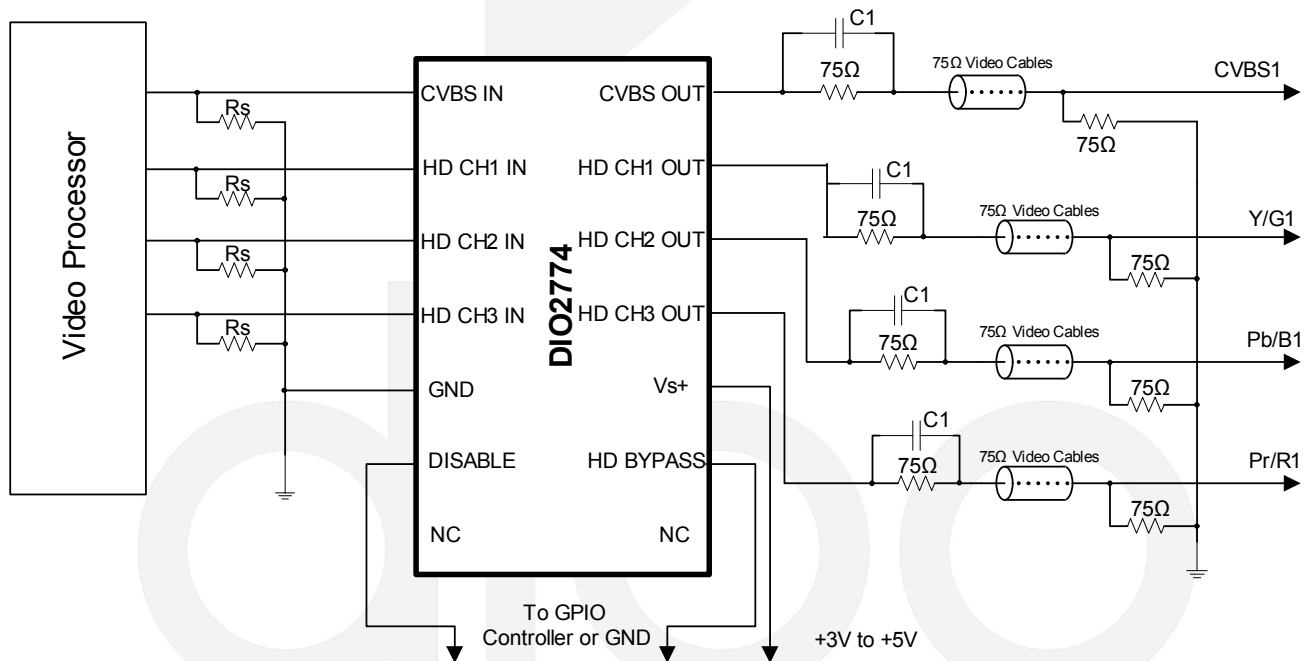 C1
75Ω
75Ω Video Cables
CVBS1
75Ω
Video Processor
Rs
Rs
Rs
Rs
CVBS IN
HD CH1 IN
HD CH2 IN
HD CH3 IN
GND
DISABLE
NC
DIO2774
CVBS OUT
HD CH1 OUT
HD CH2 OUT
HD CH3 OUT
Vs+
HD BYPASS
NC
C1
75Ω
75Ω Video Cables
Y/G1
75Ω
C1
75Ω
75Ω Video Cables
Pb/B1
75Ω
C1
75Ω
75Ω Video Cables
Pr/R1
75Ω
To GPIO
Controller or GND
+3V to +5V